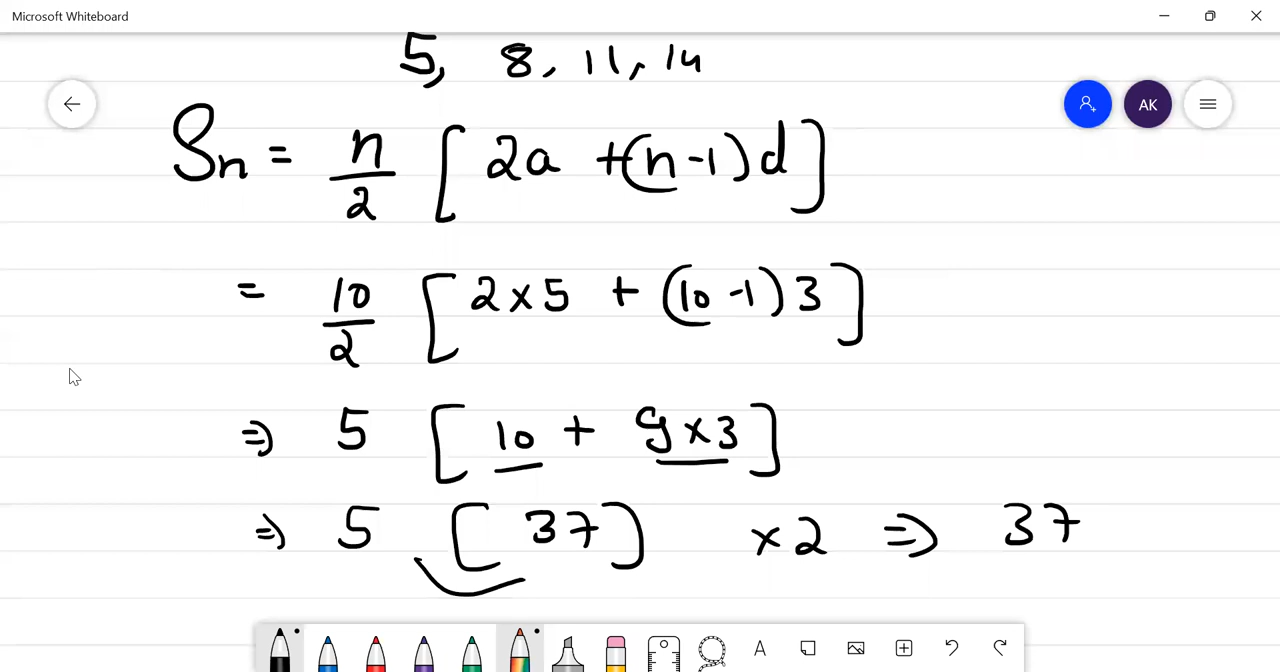 Microsoft Whiteboard
5, 8, 11, 14
AK
Sn = n/2 [ 2a + (n-1) d ]
= 10/2 [ 2 × 5 + (10 -1) 3 ]
⇒ 5 [ 10 + 9 × 3 ]
⇒ 5 [ 37 ] × 2 ⇒ 37
A